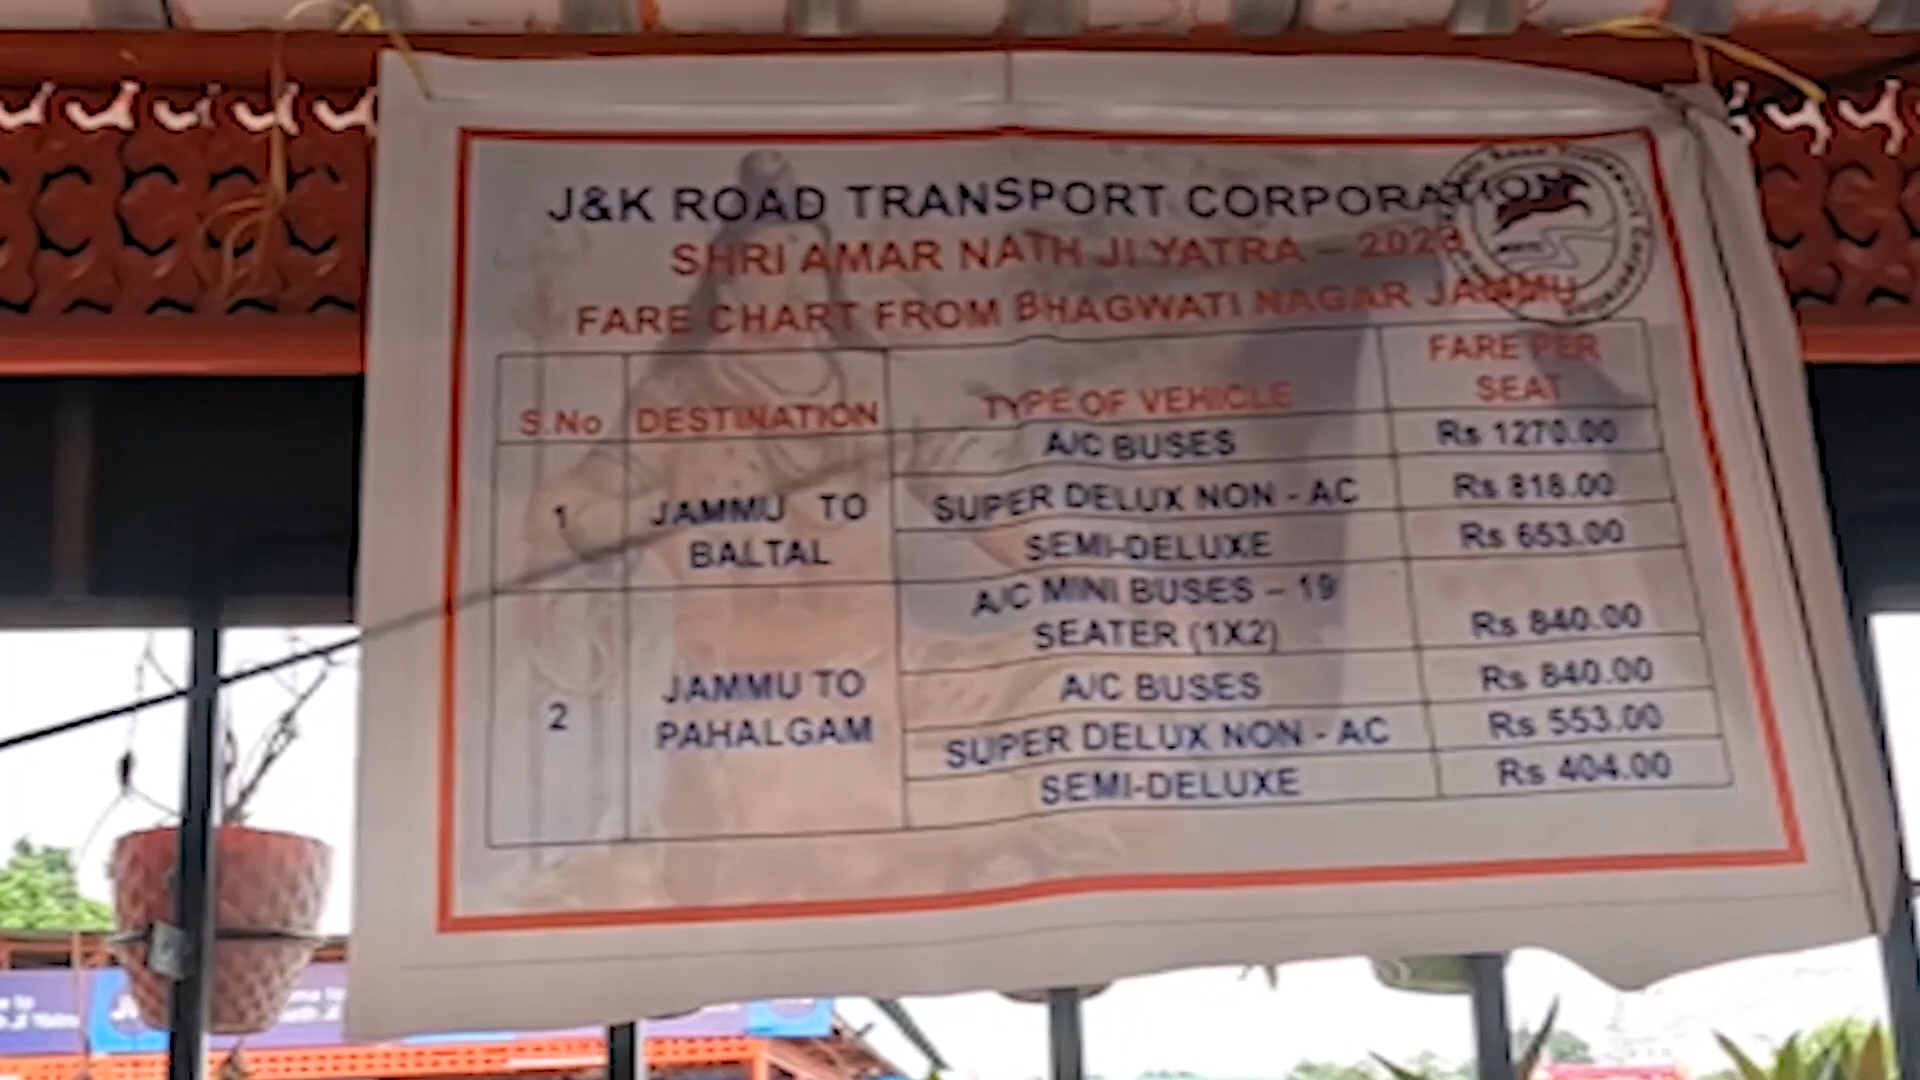 J&K ROAD TRANSPORT CORPORATION
SHRI AMAR NATH JI YATRA – 2023
FARE CHART FROM BHAGWATI NAGAR JAMMU
S.No DESTINATION TYPE OF VEHICLE FARE PER SEAT
1 JAMMU TO BALTAL A/C BUSES Rs 1270.00
SUPER DELUX NON - AC Rs 818.00
SEMI-DELUXE Rs 653.00
2 JAMMU TO PAHALGAM A/C MINI BUSES – 19 SEATER (1X2) Rs 840.00
A/C BUSES Rs 840.00
SUPER DELUX NON - AC Rs 553.00
SEMI-DELUXE Rs 404.00